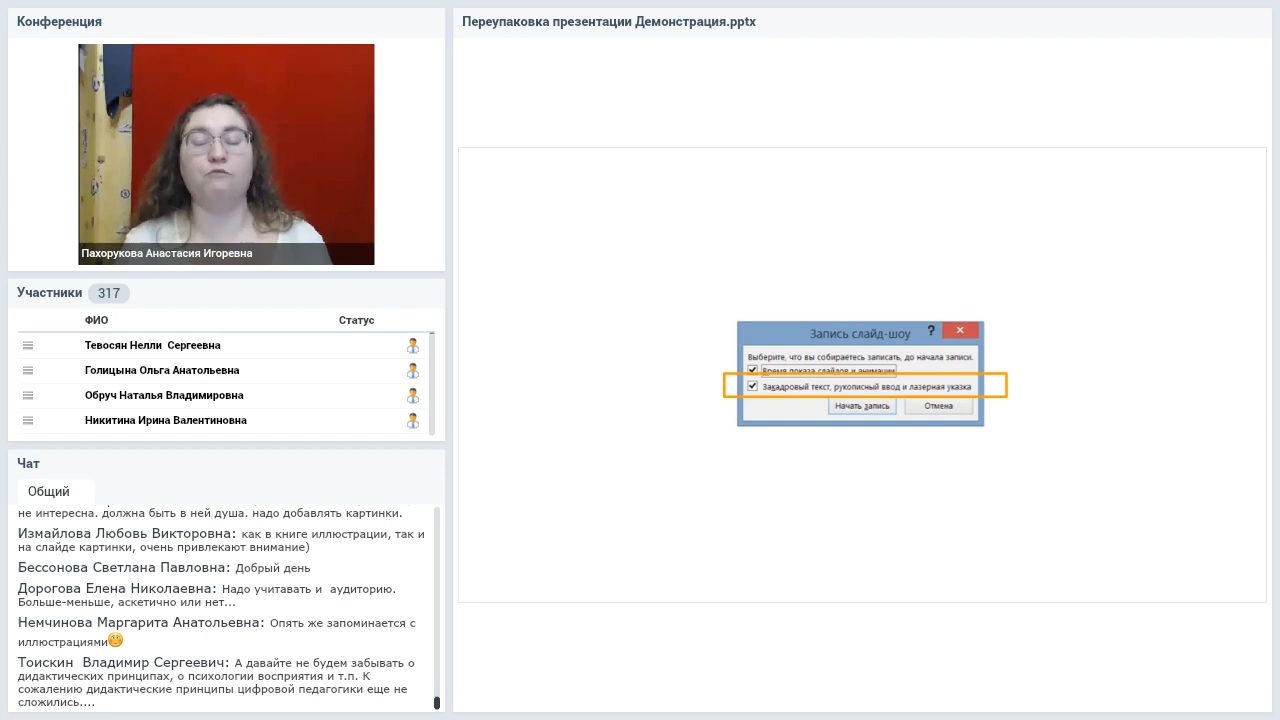 Конференция
Пахорукова Анастасия Игоревна
Участники 317
ФИО Статус
Тевосян Нелли Сергеевна
Голицына Ольга Анатольевна
Обруч Наталья Владимировна
Никитина Ирина Валентиновна
Чат
Общий
не интересна. должна быть в ней душа. надо добавлять картинки.
Измайлова Любовь Викторовна: как в книге иллюстрации, так и
на слайде картинки, очень привлекают внимание)
Бессонова Светлана Павловна: Добрый день
Дорогова Елена Николаевна: Надо учитавать и аудиторию.
Больше-меньше, аскетично или нет...
Немчинова Маргарита Анатольевна: Опять же запоминается с
иллюстрациями
Тоискин Владимир Сергеевич: А давайте не будем забывать о
дидактических принципах, о психологии восприятия и т.п. К
сожалению дидактические принципы цифровой педагогики еще не
сложились....
Переупаковка презентации Демонстрация.pptx
Запись слайд-шоу ?
Выберите, что вы собираетесь записать, до начала записи.
Время показа слайдов и анимации
Закадровый текст, рукописный ввод и лазерная указка
Начать запись Отмена